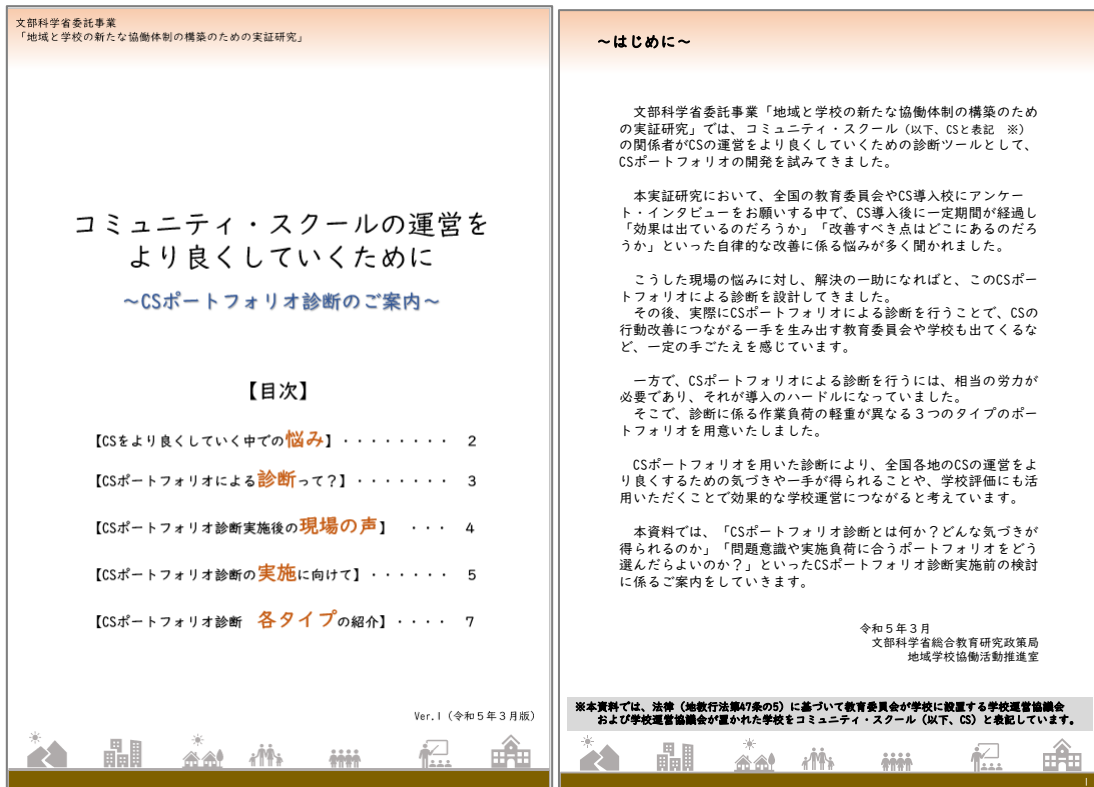 文部科学省委託事業
「地域と学校の新たな協働体制の構築のための実証研究」
コミュニティ・スクールの運営を
より良くしていくために
～CSポートフォリオ診断のご案内～
【目次】
【CSをより良くしていく中での悩み】・・・・・・・・ 2
【CSポートフォリオによる診断って？】・・・・・・・ 3
【CSポートフォリオ診断実施後の現場の声】 ・・・ 4
【CSポートフォリオ診断の実施に向けて】・・・・・・ 5
【CSポートフォリオ診断 各タイプの紹介】・・・・ 7
Ver.1（令和５年３月版）
～はじめに～
文部科学省委託事業「地域と学校の新たな協働体制の構築のため
の実証研究」では、コミュニティ・スクール（以下、CSと表記 ※）
の関係者がCSの運営をより良くしていくための診断ツールとして、
CSポートフォリオの開発を試みてきました。
本実証研究において、全国の教育委員会やCS導入校にアンケー
ト・インタビューをお願いする中で、CS導入後に一定期間が経過し
「効果は出ているのだろうか」「改善すべき点はどこにあるのだろ
うか」といった自律的な改善に係る悩みが多く聞かれました。
こうした現場の悩みに対し、解決の一助になればと、このCSポー
トフォリオによる診断を設計してきました。
その後、実際にCSポートフォリオによる診断を行うことで、CSの
行動改善につながる一手を生み出す教育委員会や学校も出てくるな
ど、一定の手ごたえを感じています。
一方で、CSポートフォリオによる診断を行うには、相当の労力が
必要であり、それが導入のハードルになっていました。
そこで、診断に係る作業負荷の軽重が異なる３つのタイプのポー
トフォリオを用意いたしました。
CSポートフォリオを用いた診断により、全国各地のCSの運営をよ
り良くするための気づきや一手が得られることや、学校評価にも活
用いただくことで効果的な学校運営につながると考えています。
本資料では、「CSポートフォリオ診断とは何か？どんな気づきが
得られるのか」「問題意識や実施負荷に合うポートフォリオをどう
選んだらよいのか？」といったCSポートフォリオ診断実施前の検討
に係るご案内をしていきます。
令和５年３月
文部科学省総合教育研究政策局
地域学校協働活動推進室
※本資料では、法律（地教行法第47条の5）に基づいて教育委員会が学校に設置する学校運営協議会
および学校運営協議会が置かれた学校をコミュニティ・スクール（以下、CS）と表記しています。
1